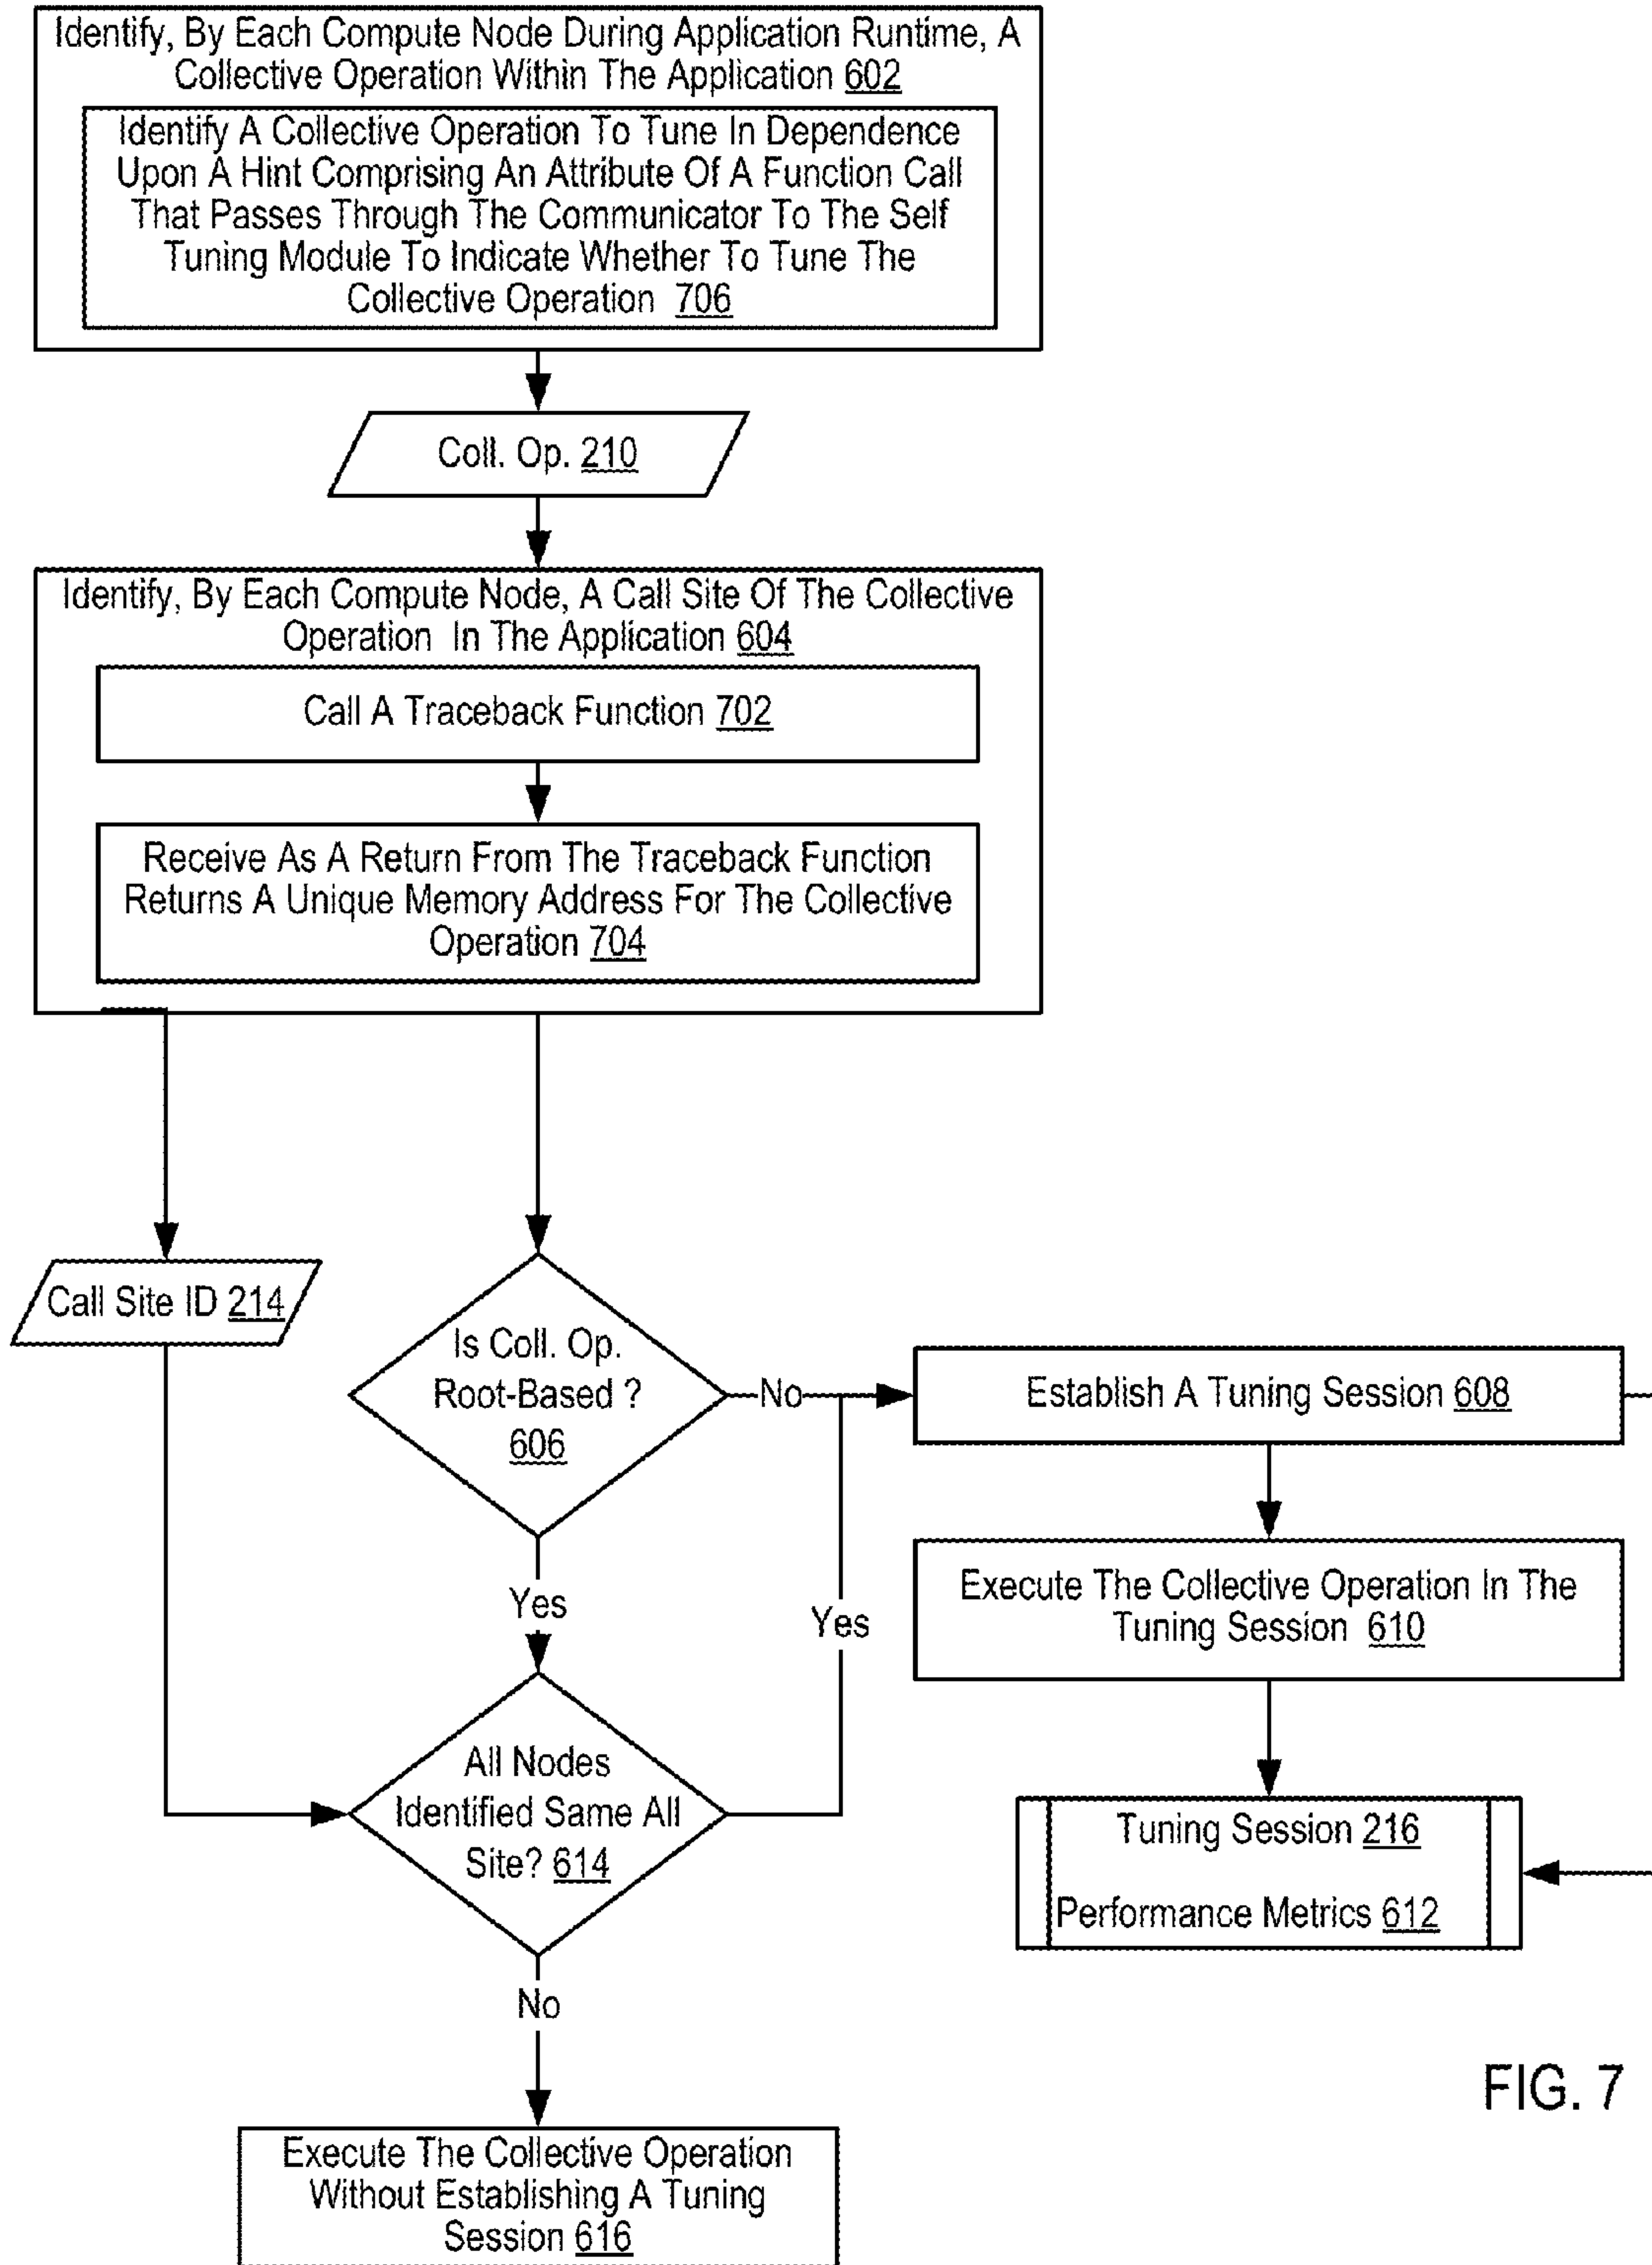 Identify, By Each Compute Node During Application Runtime, A
Collective Operation Within The Application 602
Identify A Collective Operation To Tune In Dependence
Upon A Hint Comprising An Attribute Of A Function Call
That Passes Through The Communicator To The Self
Tuning Module To Indicate Whether To Tune The
Collective Operation 706
Coll. Op. 210
Identify, By Each Compute Node, A Call Site Of The Collective
Operation In The Application 604
Call A Traceback Function 702
Receive As A Return From The Traceback Function
Returns A Unique Memory Address For The Collective
Operation 704
Call Site ID 214
Is Coll. Op.
Root-Based ?
606
No
Establish A Tuning Session 608
Yes
Yes
Execute The Collective Operation In The
Tuning Session 610
All Nodes
Identified Same All
Site? 614
Tuning Session 216
Performance Metrics 612
No
Execute The Collective Operation
Without Establishing A Tuning
Session 616
FIG. 7